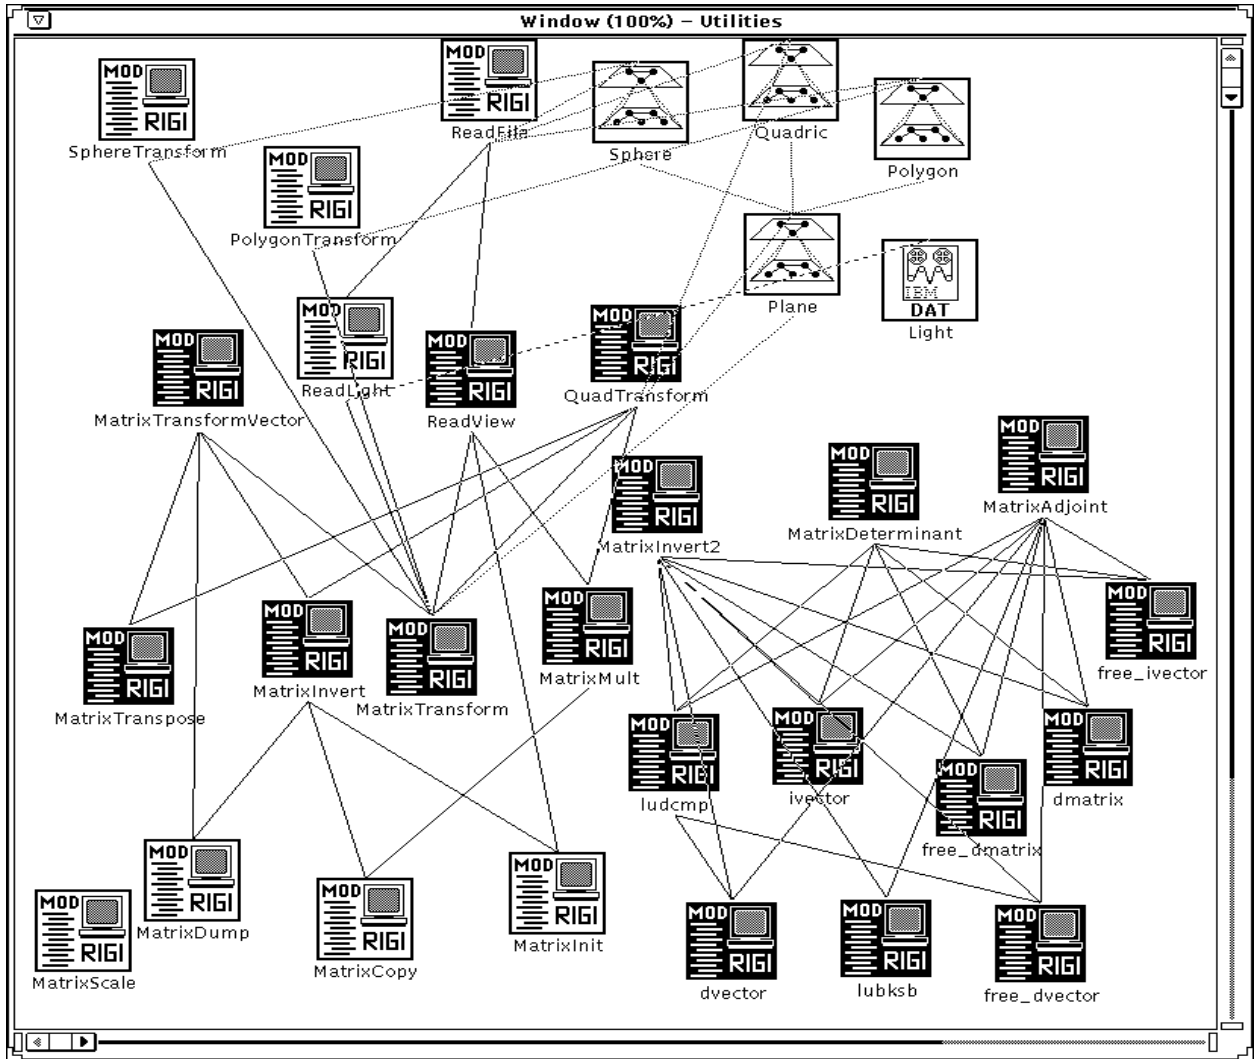 Window (100%) – Utilities
MOD
RIGI
SphereTransform
MOD
RIGI
ReadFile
Sphere
Quadric
Polygon
MOD
RIGI
PolygonTransform
Plane
IBM
DAT
Light
MOD
RIGI
MatrixTransformVector
MOD
RIGI
ReadLight
MOD
RIGI
ReadView
MOD
RIGI
QuadTransform
MOD
RIGI
MatrixInvert2
MOD
RIGI
MatrixDeterminant
MOD
RIGI
MatrixAdjoint
MOD
RIGI
MatrixTranspose
MOD
RIGI
MatrixInvert
MOD
RIGI
MatrixTransform
MOD
RIGI
MatrixMult
MOD
RIGI
free_ivector
MOD
RIGI
ludcmp
MOD
RIGI
ivector
MOD
RIGI
free_dmatrix
MOD
RIGI
dmatrix
MOD
RIGI
MatrixScale
MOD
RIGI
MatrixDump
MOD
RIGI
MatrixCopy
MOD
RIGI
MatrixInit
MOD
RIGI
dvector
MOD
RIGI
lubksb
MOD
RIGI
free_dvector